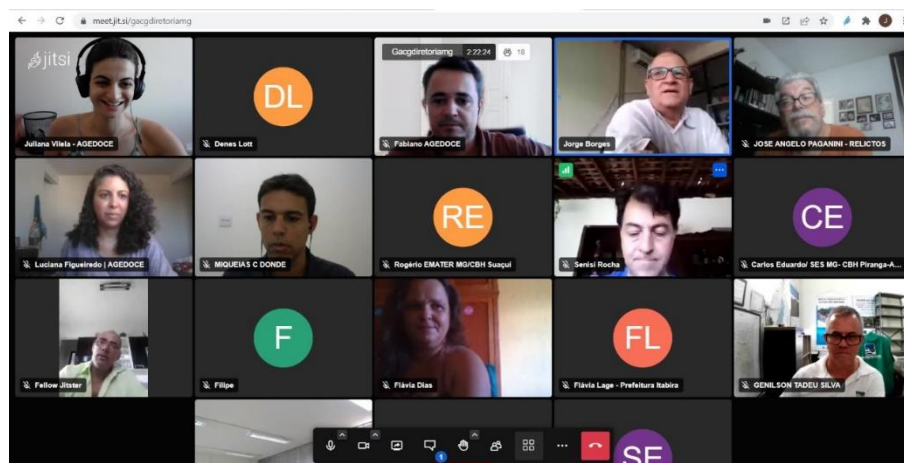 meet.jit.si/gacgdiretoriamg
J
jitsi
Gacgdiretoriamg 2:22:24 18
DL
Juliana Vilela - AGEDOCE
Denes Lott
Fabiano AGEDOCE
Jorge Borges
JOSE ANGELO PAGANINI - RELICTOS
RE
CE
Luciana Figueiredo | AGEDOCE
MIQUEIAS C DONDE
Rogério EMATER MG/CBH Suaçuí
Senisi Rocha
Carlos Eduardo/ SES MG- CBH Piranga-A...
F
FL
Fellow Jitster
Filipe
Flávia Dias
Flávia Lage - Prefeitura Itabira
GENILSON TADEU SILVA
SE
1